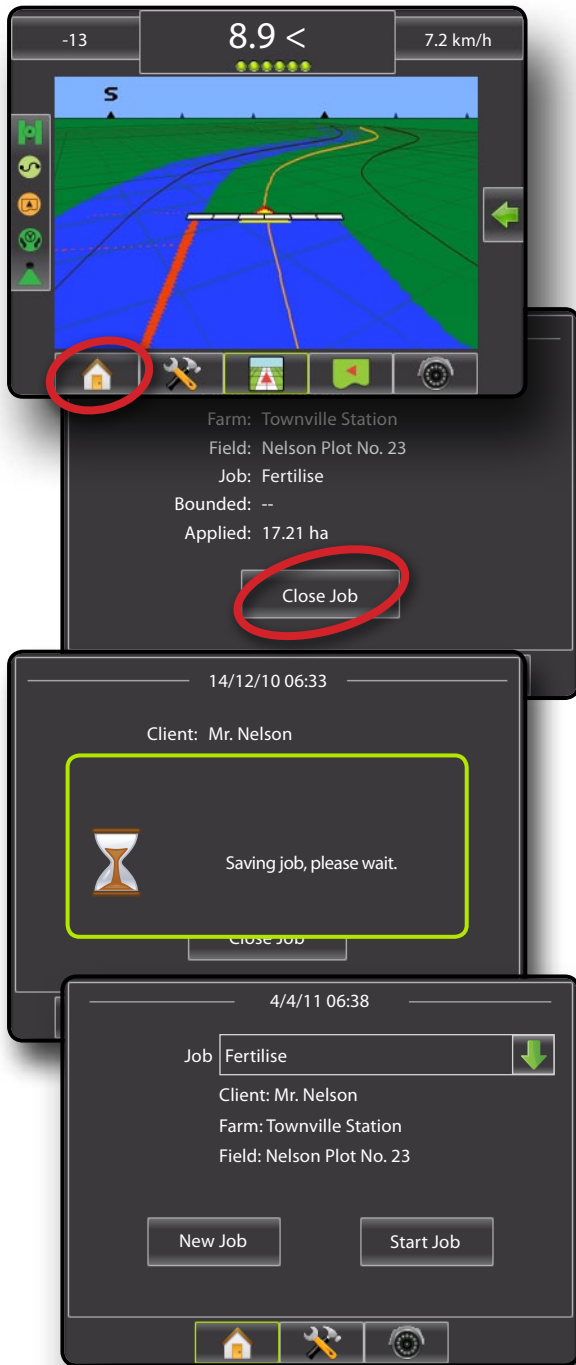 -13
8.9 <
7.2 km/h
S
Farm: Townville Station
Field: Nelson Plot No. 23
Job: Fertilise
Bounded: --
Applied: 17.21 ha
Close Job
14/12/10 06:33
Client: Mr. Nelson
Saving job, please wait.
Close Job
4/4/11 06:38
Job Fertilise
Client: Mr. Nelson
Farm: Townville Station
Field: Nelson Plot No. 23
New Job
Start Job